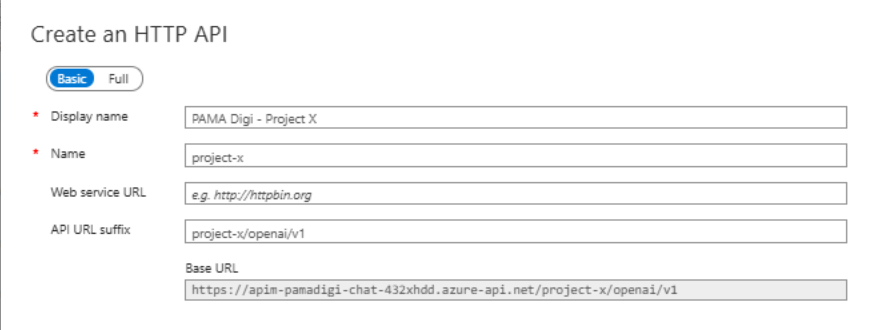 Create an HTTP API
Basic Full
* Display name PAMA Digi - Project X
* Name project-x
Web service URL e.g. http://httpbin.org
API URL suffix project-x/openai/v1
Base URL
https://apim-pamadigi-chat-432xhdd.azure-api.net/project-x/openai/v1